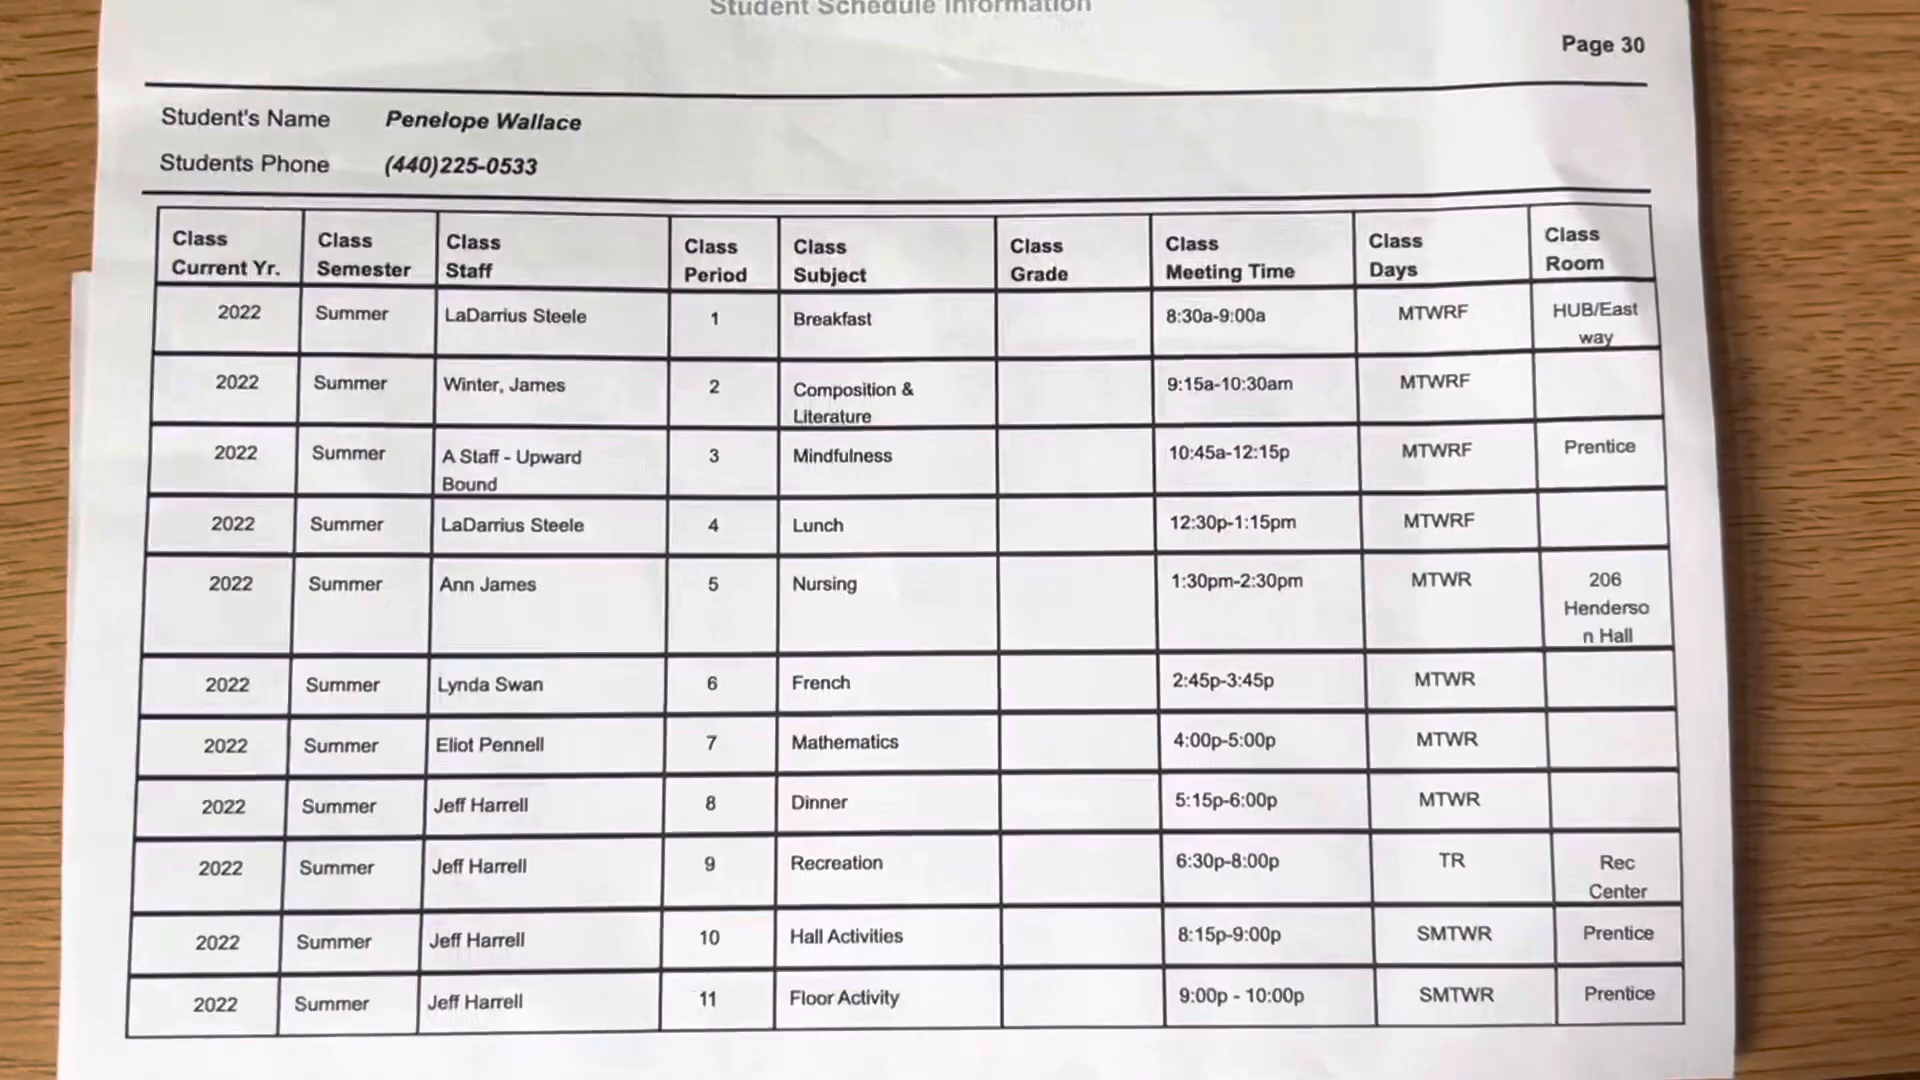 Student Schedule Information
Page 30
Student's Name Penelope Wallace
Students Phone (440)225-0533
Class Current Yr. Class Semester Class Staff Class Period Class Subject Class Grade Class Meeting Time Class Days Class Room
2022 Summer LaDarrius Steele 1 Breakfast 8:30a-9:00a MTWRF HUB/East
way
2022 Summer Winter, James 2 Composition & 9:15a-10:30am MTWRF
Literature
2022 Summer A Staff - Upward 3 Mindfulness 10:45a-12:15p MTWRF Prentice
Bound
2022 Summer LaDarrius Steele 4 Lunch 12:30p-1:15pm MTWRF
2022 Summer Ann James 5 Nursing 1:30pm-2:30pm MTWR 206
Henderso
n Hall
2022 Summer Lynda Swan 6 French 2:45p-3:45p MTWR
2022 Summer Eliot Pennell 7 Mathematics 4:00p-5:00p MTWR
2022 Summer Jeff Harrell 8 Dinner 5:15p-6:00p MTWR
2022 Summer Jeff Harrell 9 Recreation 6:30p-8:00p TR Rec
Center
2022 Summer Jeff Harrell 10 Hall Activities 8:15p-9:00p SMTWR Prentice
2022 Summer Jeff Harrell 11 Floor Activity 9:00p - 10:00p SMTWR Prentice